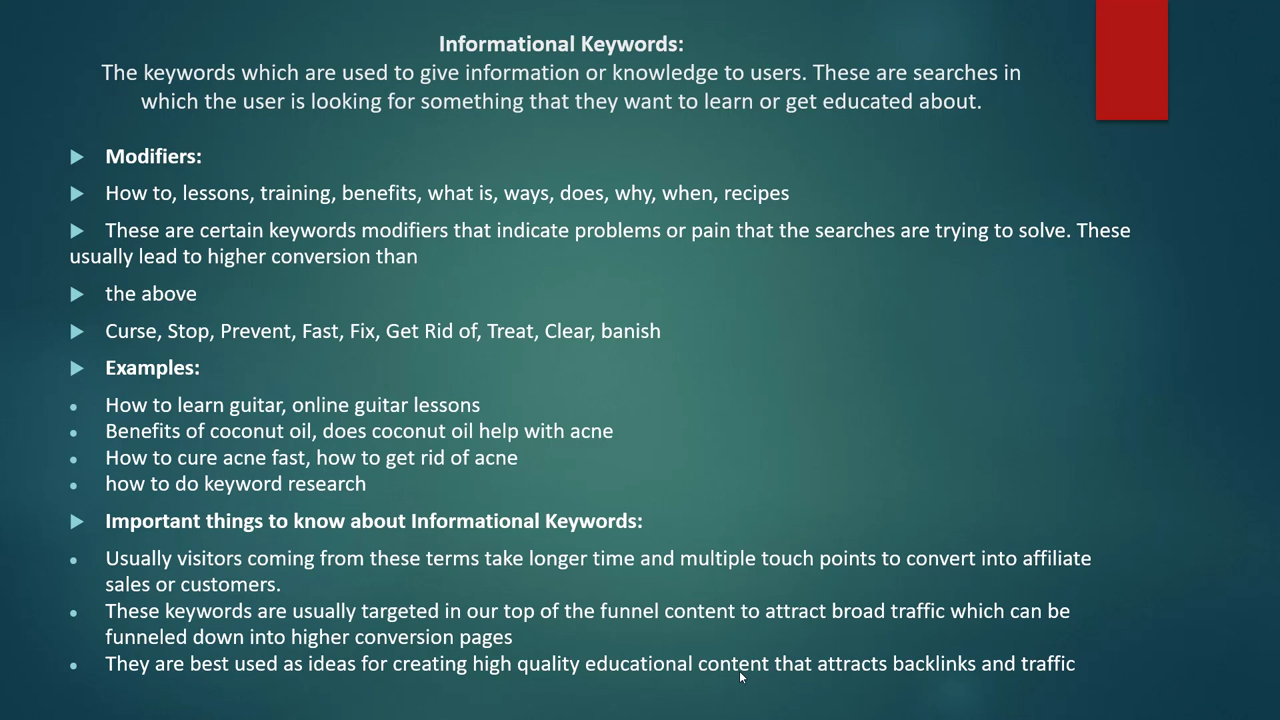 Informational Keywords:
The keywords which are used to give information or knowledge to users. These are searches in
which the user is looking for something that they want to learn or get educated about.
Modifiers:
How to, lessons, training, benefits, what is, ways, does, why, when, recipes
These are certain keywords modifiers that indicate problems or pain that the searches are trying to solve. These
usually lead to higher conversion than
the above
Curse, Stop, Prevent, Fast, Fix, Get Rid of, Treat, Clear, banish
Examples:
How to learn guitar, online guitar lessons
Benefits of coconut oil, does coconut oil help with acne
How to cure acne fast, how to get rid of acne
how to do keyword research
Important things to know about Informational Keywords:
Usually visitors coming from these terms take longer time and multiple touch points to convert into affiliate
sales or customers.
These keywords are usually targeted in our top of the funnel content to attract broad traffic which can be
funneled down into higher conversion pages
They are best used as ideas for creating high quality educational content that attracts backlinks and traffic